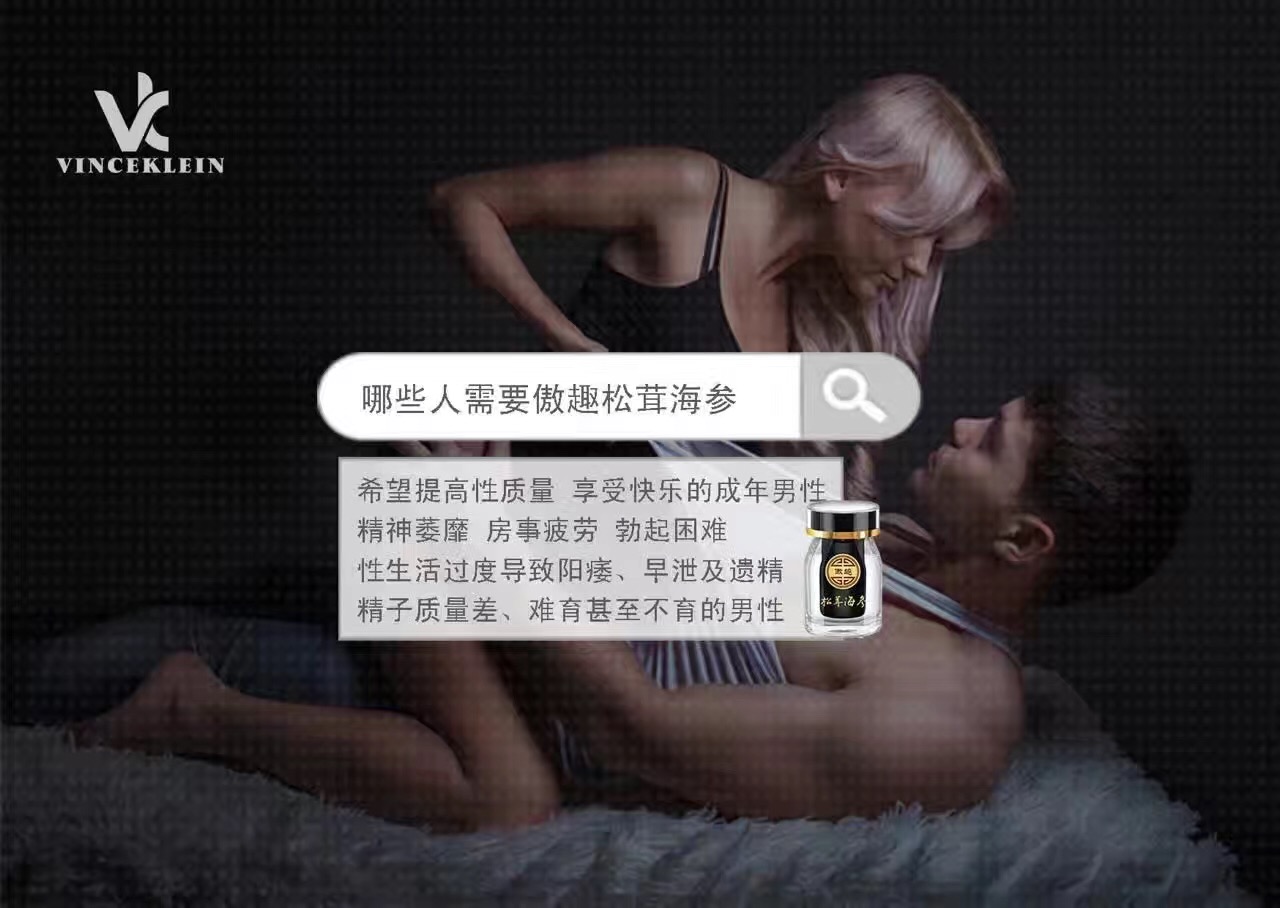 VINCEKLEIN
哪些人需要傲趣松茸海参
希望提高性质量 享受快乐的成年男性
精神萎靡 房事疲劳 勃起困难
性生活过度导致阳痿、早泄及遗精
精子质量差、难育甚至不育的男性
傲趣
松茸海参